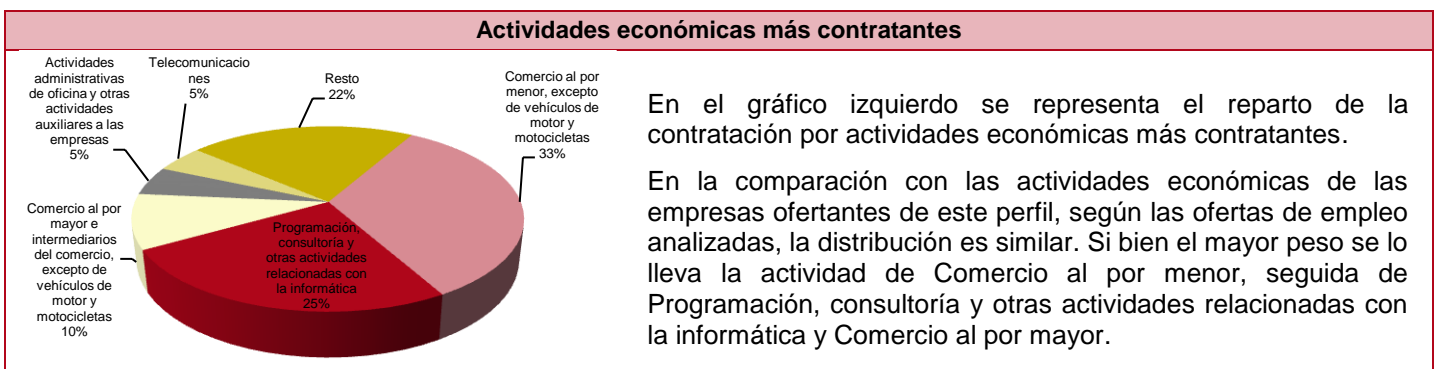 Actividades económicas más contratantes
Actividades
administrativas
de oficina y otras
actividades
auxiliares a las
empresas
5%
Telecomunicacio
nes
5%
Resto
22%
Comercio al por
menor, excepto
de vehículos de
motor y
motocicletas
33%
Comercio al por
mayor e
intermediarios
del comercio,
excepto de
vehículos de
motor y
motocicletas
10%
Programación,
consultoría y
otras actividades
relacionadas con
la informática
25%
En el gráfico izquierdo se representa el reparto de la
contratación por actividades económicas más contratantes.
En la comparación con las actividades económicas de las
empresas ofertantes de este perfil, según las ofertas de empleo
analizadas, la distribución es similar. Si bien el mayor peso se lo
lleva la actividad de Comercio al por menor, seguida de
Programación, consultoría y otras actividades relacionadas con
la informática y Comercio al por mayor.